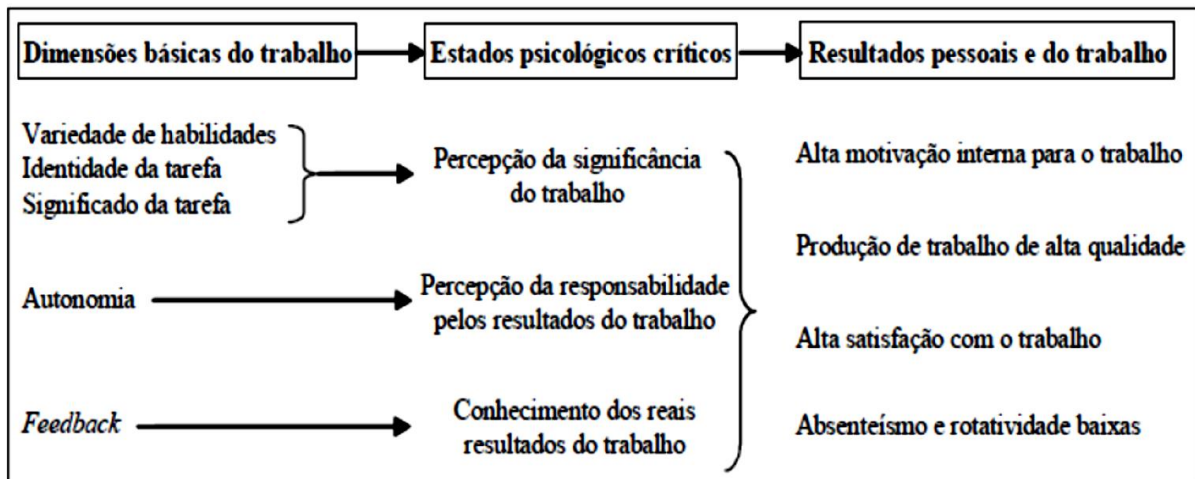 Dimensões básicas do trabalho
Estados psicológicos críticos
Resultados pessoais e do trabalho
Variedade de habilidades
Identidade da tarefa
Significado da tarefa
Percepção da significância
do trabalho
Alta motivação interna para o trabalho
Produção de trabalho de alta qualidade
Autonomia
Percepção da responsabilidade
pelos resultados do trabalho
Alta satisfação com o trabalho
Feedback
Conhecimento dos reais
resultados do trabalho
Absenteísmo e rotatividade baixas